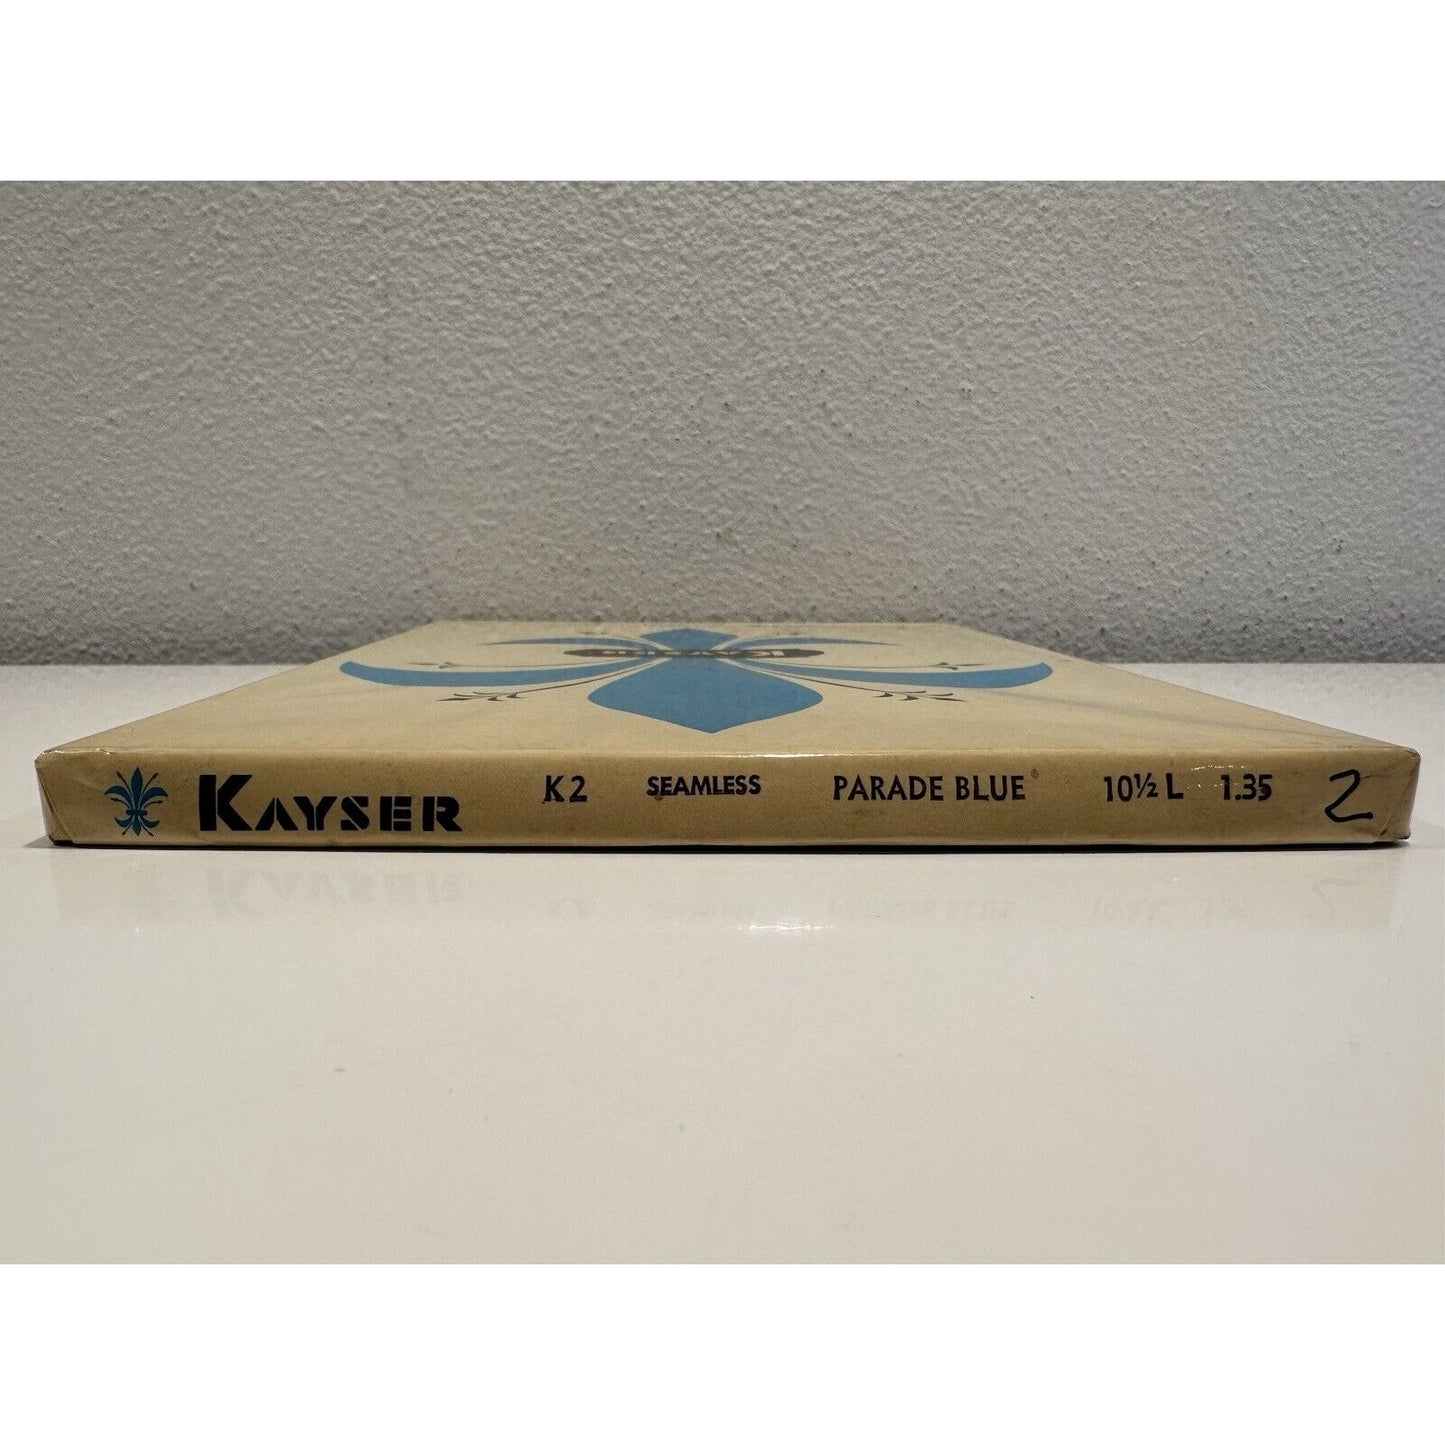 KAYSER K2 SEAMLESS PARADE BLUE 10½ L 1.35 2